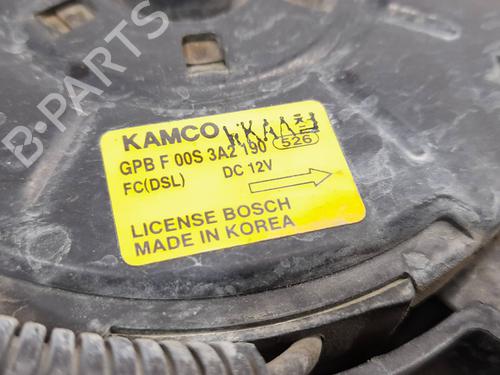 B-PARTS
KAMCO
GPB F 00S 3A2 190 526
FC(DSL) DC 12V
LICENSE BOSCH
MADE IN KOREA